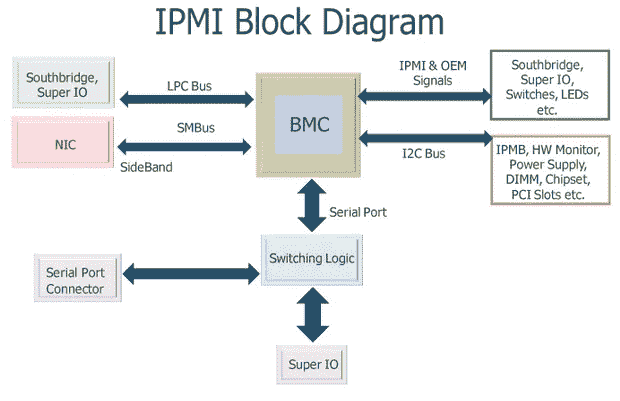 IPMI Block Diagram
Southbridge,
Super IO
LPC Bus
BMC
IPMI & OEM
Signals
Southbridge,
Super IO,
Switches, LEDs
etc.
NIC
SMBus
SideBand
I2C Bus
IPMB, HW Monitor,
Power Supply,
DIMM, Chipset,
PCI Slots etc.
Serial Port
Switching Logic
Serial Port
Connector
Super IO